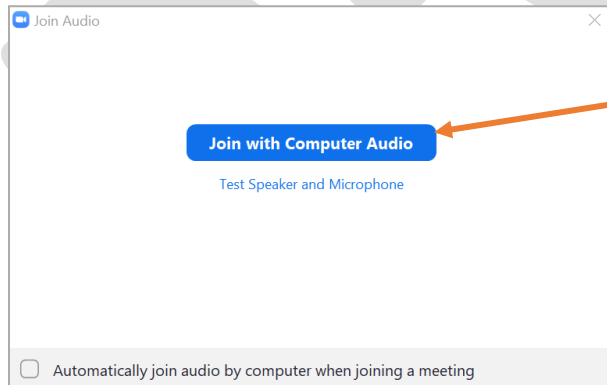 Join Audio
Join with Computer Audio
Test Speaker and Microphone
Automatically join audio by computer when joining a meeting